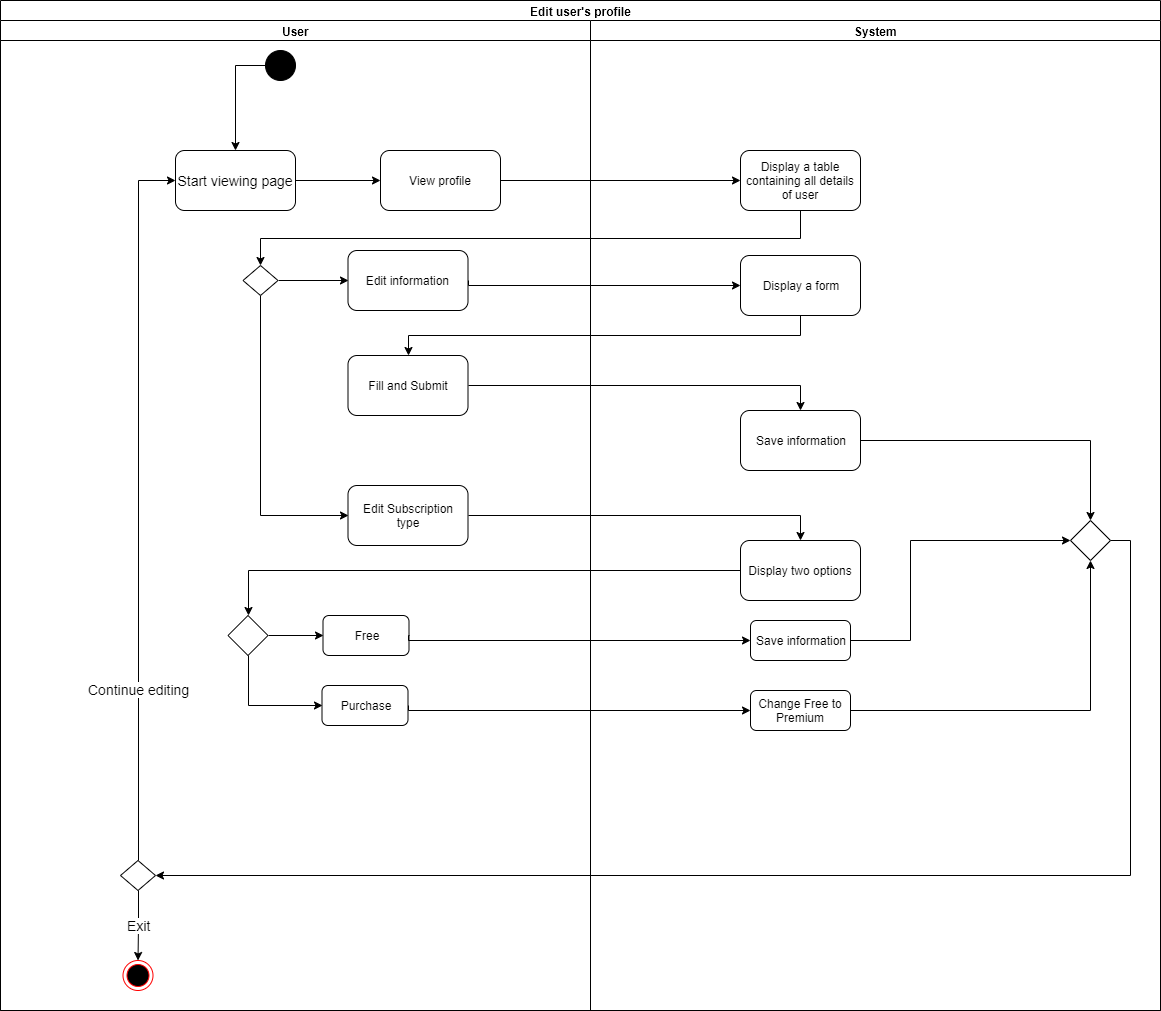 Edit user's profile
User
System
Start viewing page
View profile
Display a table
containing all details
of user
Edit information
Display a form
Fill and Submit
Save information
Edit Subscription
type
Display two options
Free
Save information
Continue editing
Purchase
Change Free to
Premium
Exit